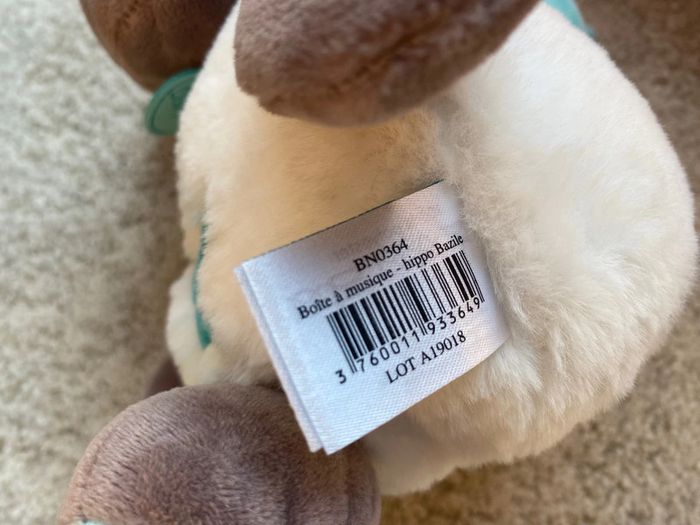 BN0364
Boîte à musique - hippo Bazile
3 760011 933649
LOT A19018